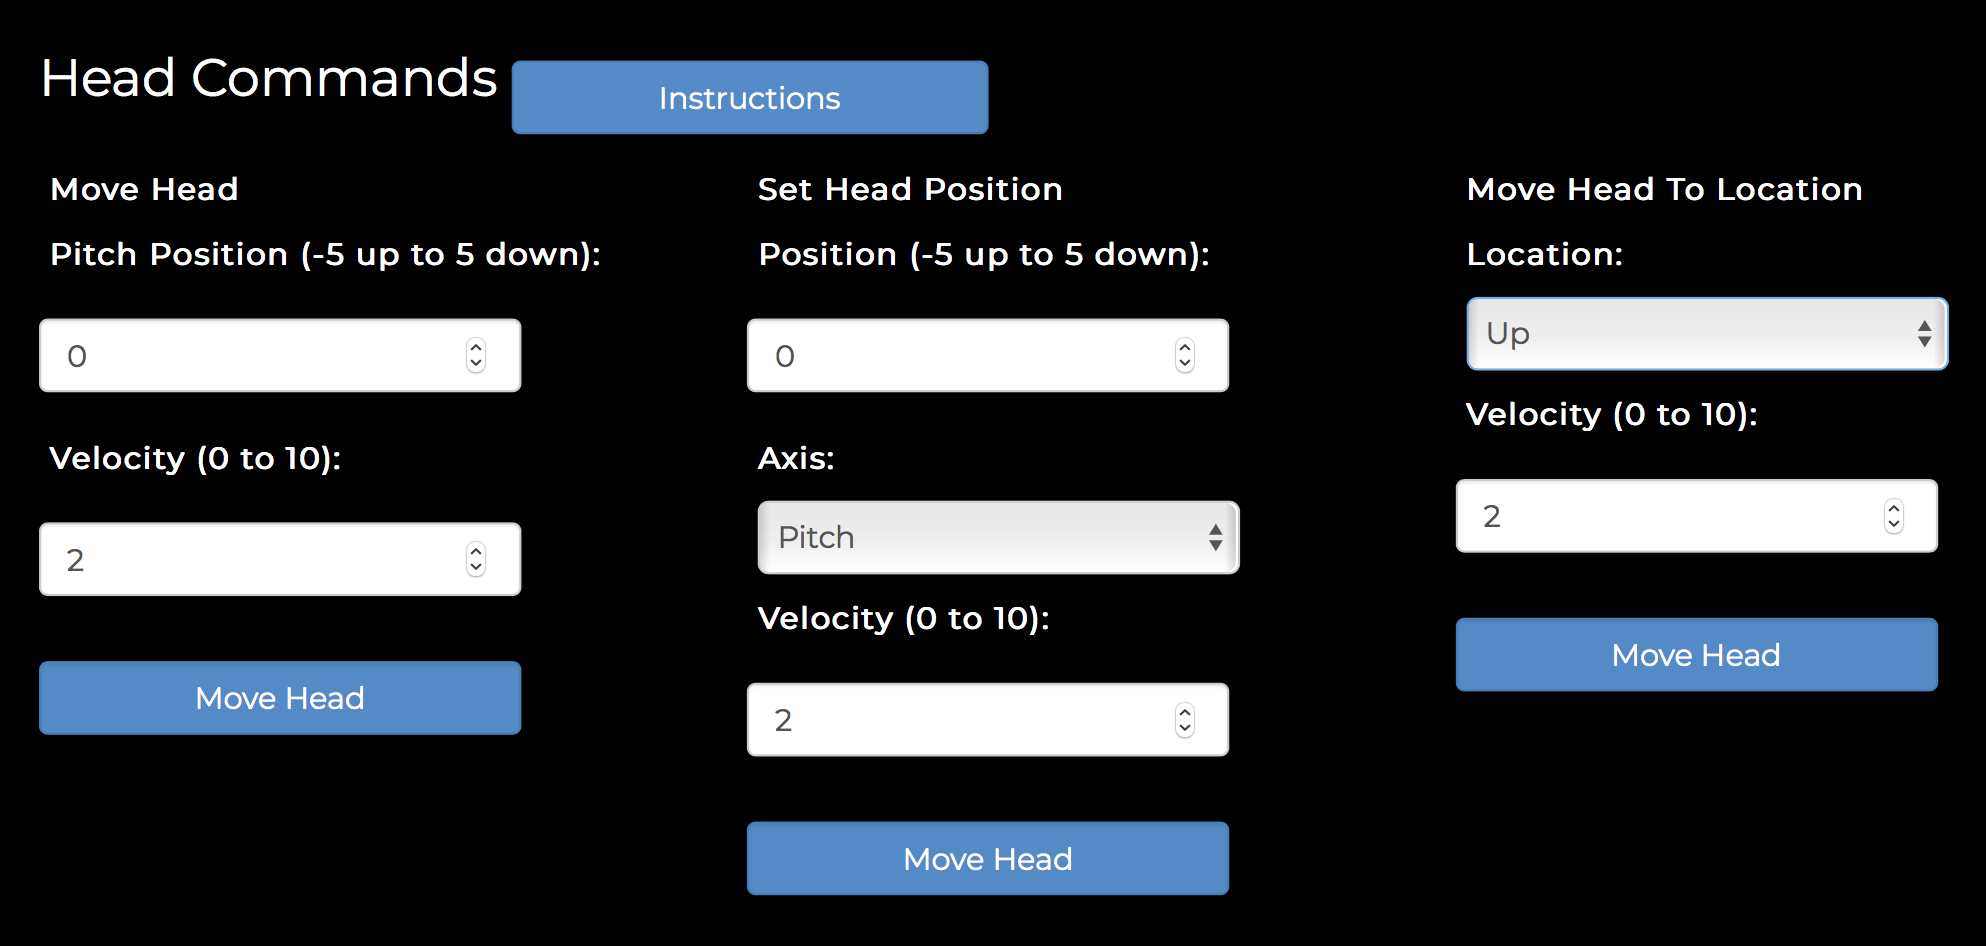 Head Commands
Instructions
Move Head
Pitch Position (-5 up to 5 down):
0
Velocity (0 to 10):
2
Move Head
Set Head Position
Position (-5 up to 5 down):
0
Axis:
Pitch
Velocity (0 to 10):
2
Move Head
Move Head To Location
Location:
Up
Velocity (0 to 10):
2
Move Head